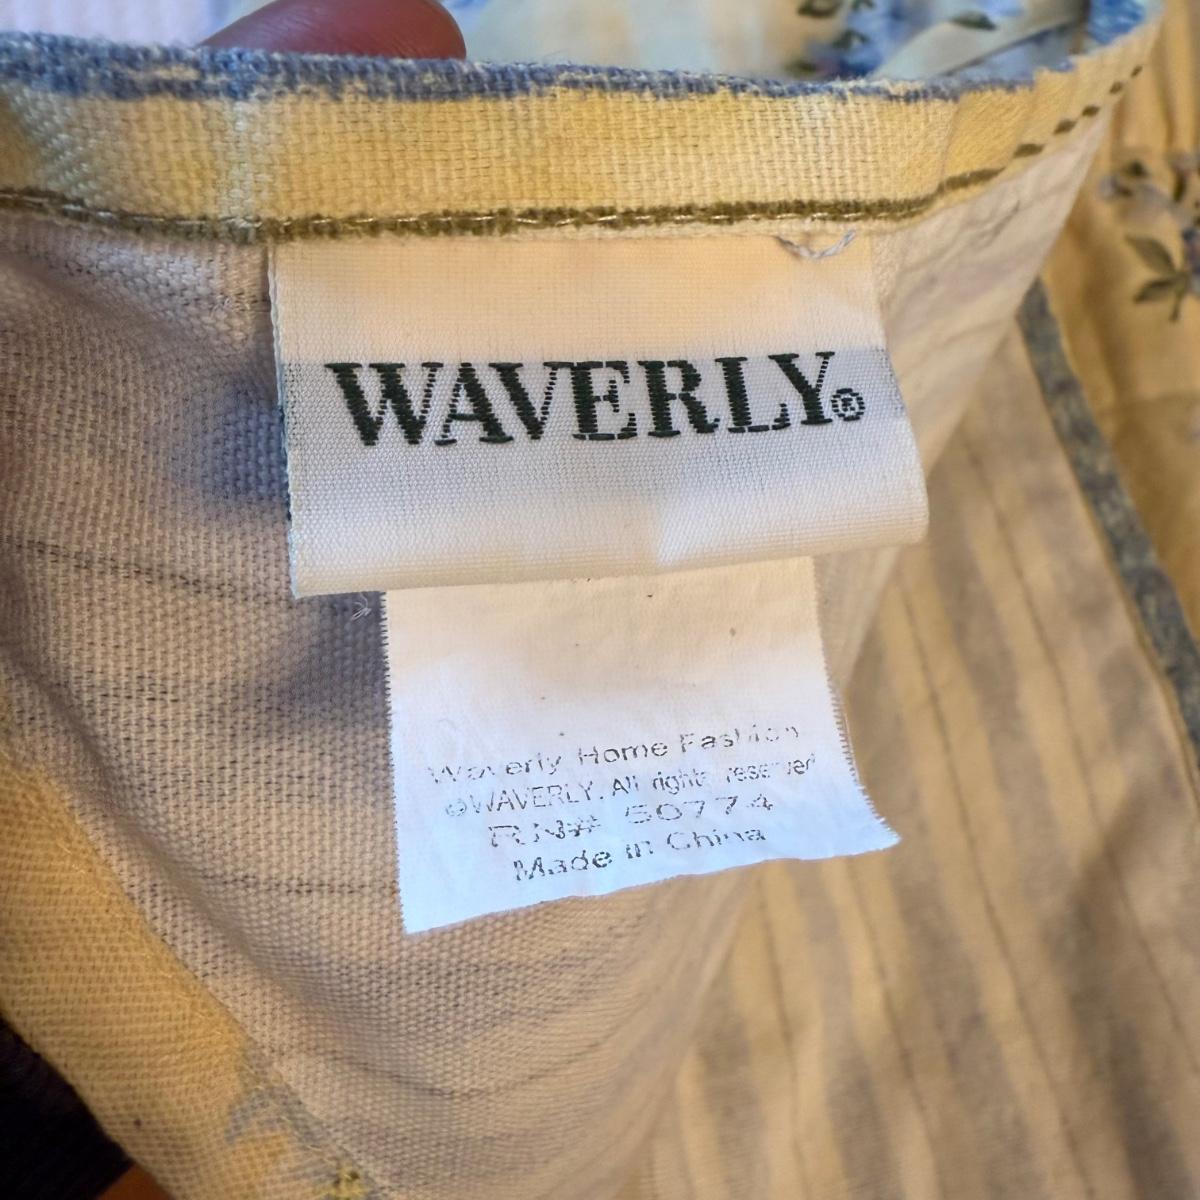 WAVERLY®
Waverly Home Fashion
©WAVERLY. All rights reserved
RN# 50774
Made in China